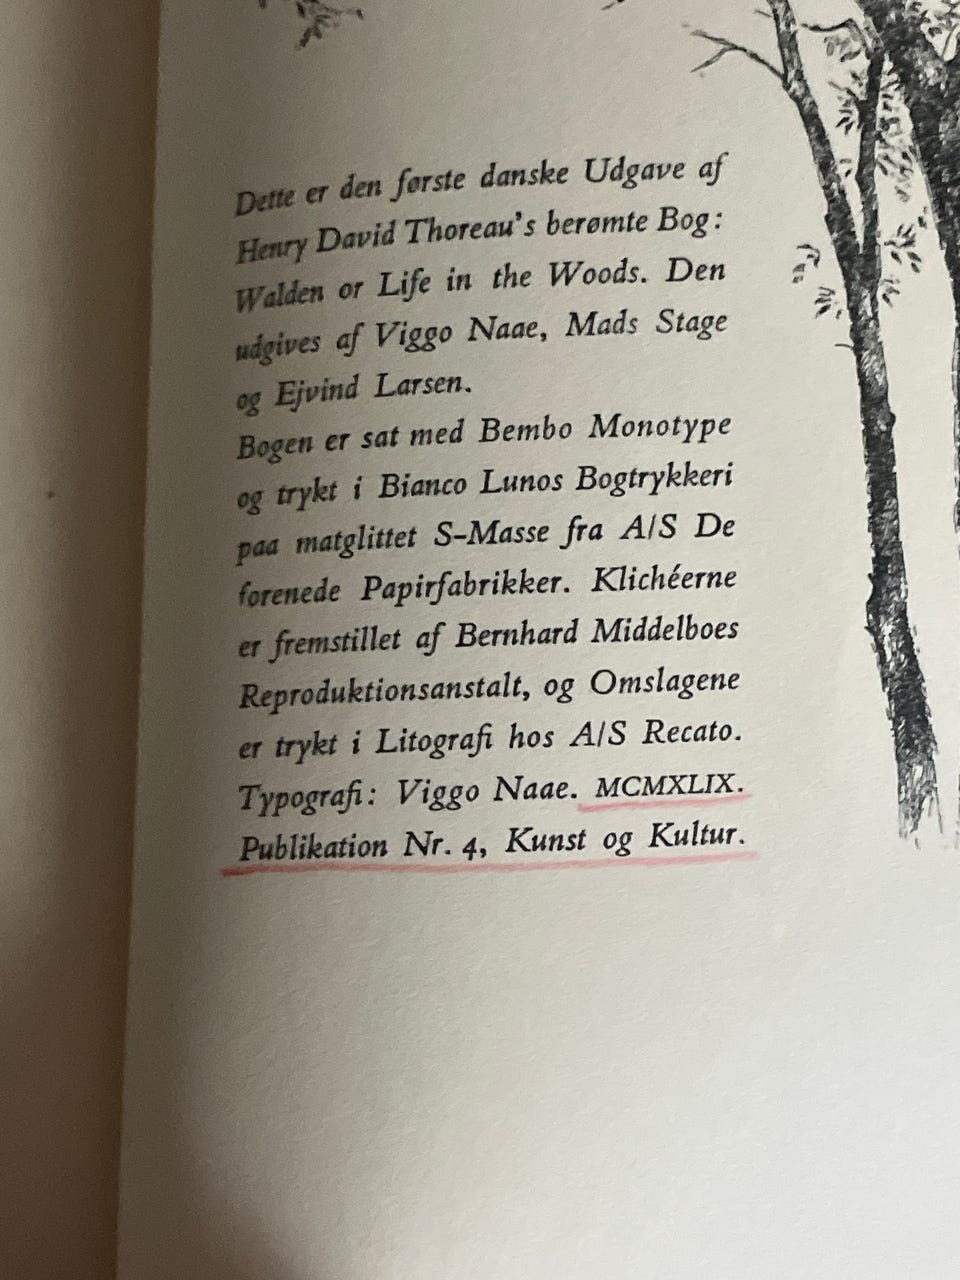 Dette er den første danske Udgave af
Henry David Thoreau's berømte Bog:
Walden or Life in the Woods. Den
udgives af Viggo Naae, Mads Stage
og Ejvind Larsen.
Bogen er sat med Bembo Monotype
og trykt i Bianco Lunos Bogtrykkeri
paa matglittet S-Masse fra A/S De
forenede Papirfabrikker. Klichéerne
er fremstillet af Bernhard Middelboes
Reproduktionsanstalt, og Omslagene
er trykt i Litografi hos A/S Recato.
Typografi: Viggo Naae. MCMXLIX.
Publikation Nr. 4, Kunst og Kultur.